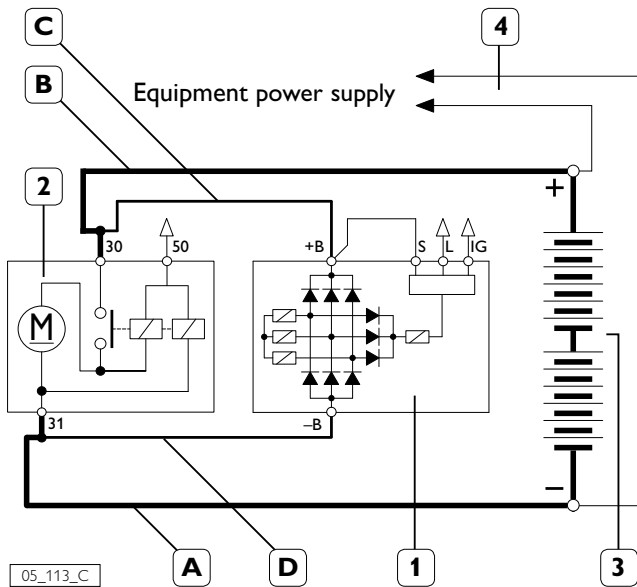 C
4
B
Equipment power supply
2
+
30
50
+B
S
L
IG
M
31
–B
–
05_113_C
A
D
1
3